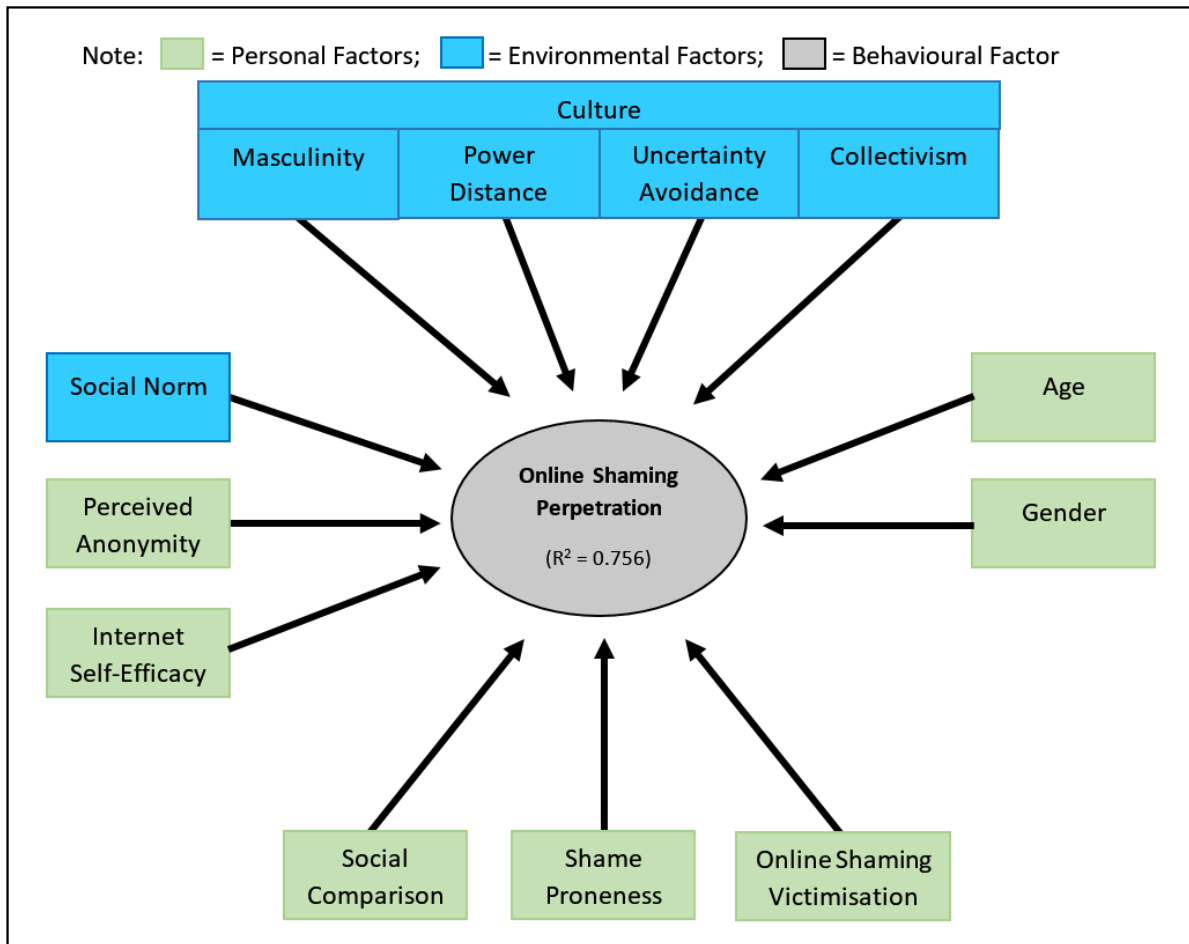 Note: = Personal Factors; = Environmental Factors; = Behavioural Factor
Culture
Masculinity
Power
Distance
Uncertainty
Avoidance
Collectivism
Social Norm
Age
Online Shaming
Perpetration
(R² = 0.756)
Perceived
Anonymity
Gender
Internet
Self-Efficacy
Social
Comparison
Shame
Proneness
Online Shaming
Victimisation